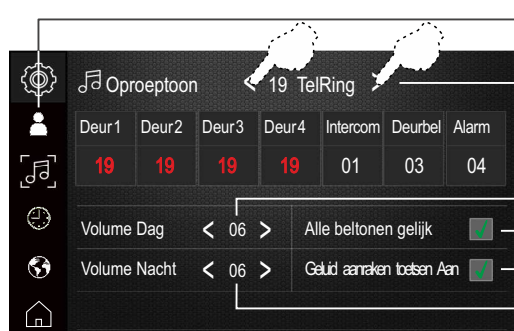 Oproeptoon < 19 TelRing >
Deur1 Deur2 Deur3 Deur4 Intercom Deurbel Alarm
19 19 19 19 01 03 04
Volume Dag < 06 > Alle beltonen gelijk
Volume Nacht < 06 > Geluid aanraken toetsen Aan